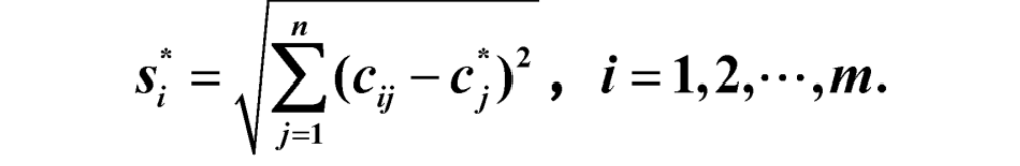 $s_i^* = \sqrt{\sum_{j=1}^{n} (c_{ij} - c_j^*)^2}$, $i = 1, 2, \cdots, m.$